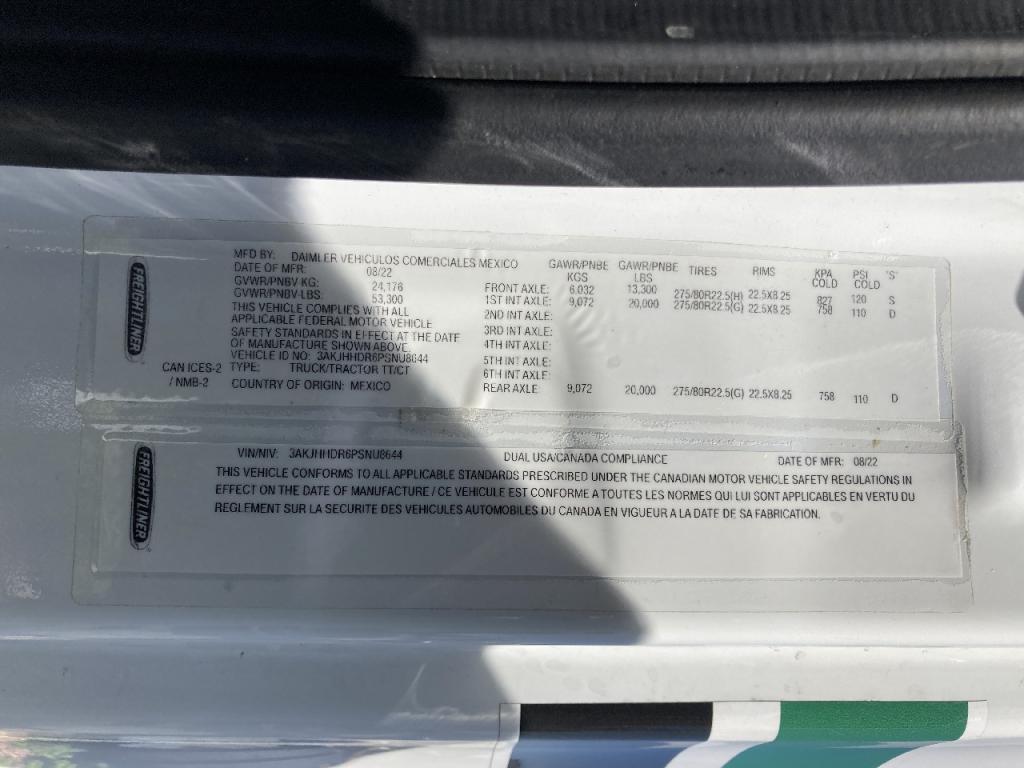 FREIGHTLINER
MFD BY: DAIMLER VEHICULOS COMERCIALES MEXICO
DATE OF MFR: 08/22
GVWR/PNBV-KG: 24,176
GVWR/PNBV-LBS: 53,300
THIS VEHICLE COMPLIES WITH ALL
APPLICABLE FEDERAL MOTOR VEHICLE
SAFETY STANDARDS IN EFFECT AT THE DATE
OF MANUFACTURE SHOWN ABOVE.
VEHICLE ID NO: 3AKJHHDR6PSNU8644
CAN ICES-2 TYPE: TRUCK/TRACTOR TT/CT
/ NMB-2 COUNTRY OF ORIGIN: MEXICO
GAWR/PNBE GAWR/PNBE TIRES RIMS KPA PSI "S"
KGS LBS COLD COLD
FRONT AXLE: 6,032 13,300 275/80R22.5(H) 22.5X8.25 827 120 S
1ST INT AXLE: 9,072 20,000 275/80R22.5(G) 22.5X8.25 758 110 D
2ND INT AXLE:
3RD INT AXLE:
4TH INT AXLE:
5TH INT AXLE:
6TH INT AXLE:
REAR AXLE: 9,072 20,000 275/80R22.5(G) 22.5X8.25 758 110 D
FREIGHTLINER
VIN/NIV: 3AKJHHDR6PSNU8644 DUAL USA/CANADA COMPLIANCE DATE OF MFR: 08/22
THIS VEHICLE CONFORMS TO ALL APPLICABLE STANDARDS PRESCRIBED UNDER THE CANADIAN MOTOR VEHICLE SAFETY REGULATIONS IN
EFFECT ON THE DATE OF MANUFACTURE / CE VEHICULE EST CONFORME A TOUTES LES NORMES QUI LUI SONT APPLICABLES EN VERTU DU
REGLEMENT SUR LA SECURITE DES VEHICULES AUTOMOBILES DU CANADA EN VIGUEUR A LA DATE DE SA FABRICATION.